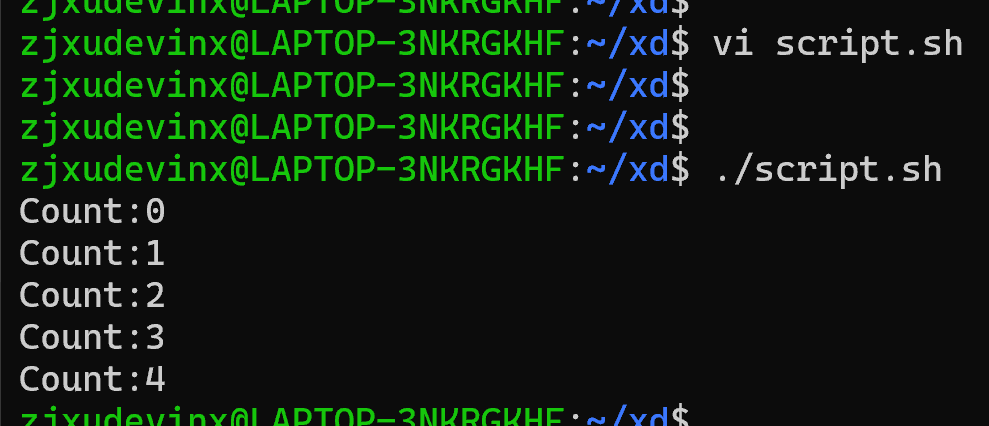 zjxudevinx@LAPTOP-3NKRGKHF:~/xd$
zjxudevinx@LAPTOP-3NKRGKHF:~/xd$ vi script.sh
zjxudevinx@LAPTOP-3NKRGKHF:~/xd$
zjxudevinx@LAPTOP-3NKRGKHF:~/xd$
zjxudevinx@LAPTOP-3NKRGKHF:~/xd$ ./script.sh
Count:0
Count:1
Count:2
Count:3
Count:4
zjxudevinx@LAPTOP-3NKRGKHF:~/xd$